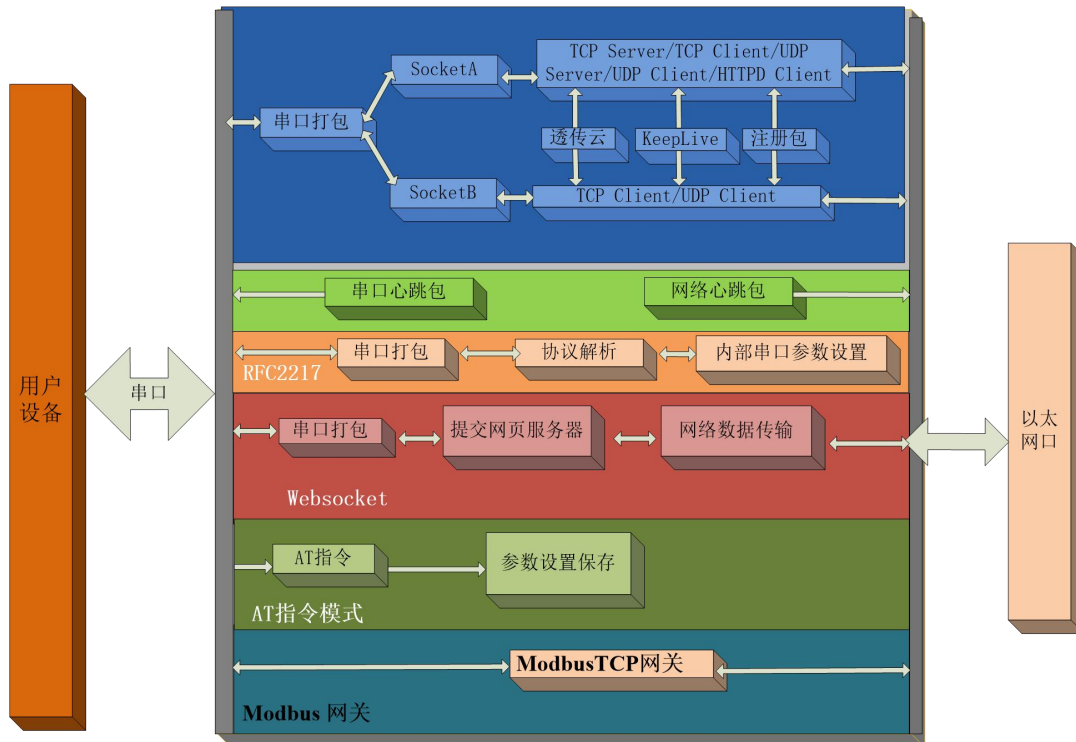 TCP Server/TCP Client/UDP
Server/UDP Client/HTTPD Client
SocketA
串口打包
透传云
KeepLive
注册包
SocketB
TCP Client/UDP Client
串口心跳包
网络心跳包
串口打包
协议解析
内部串口参数设置
RFC2217
用户
设备
串口
串口打包
提交网页服务器
网络数据传输
以太
网口
Websocket
AT指令
参数设置保存
AT指令模式
ModbusTCP网关
Modbus 网关